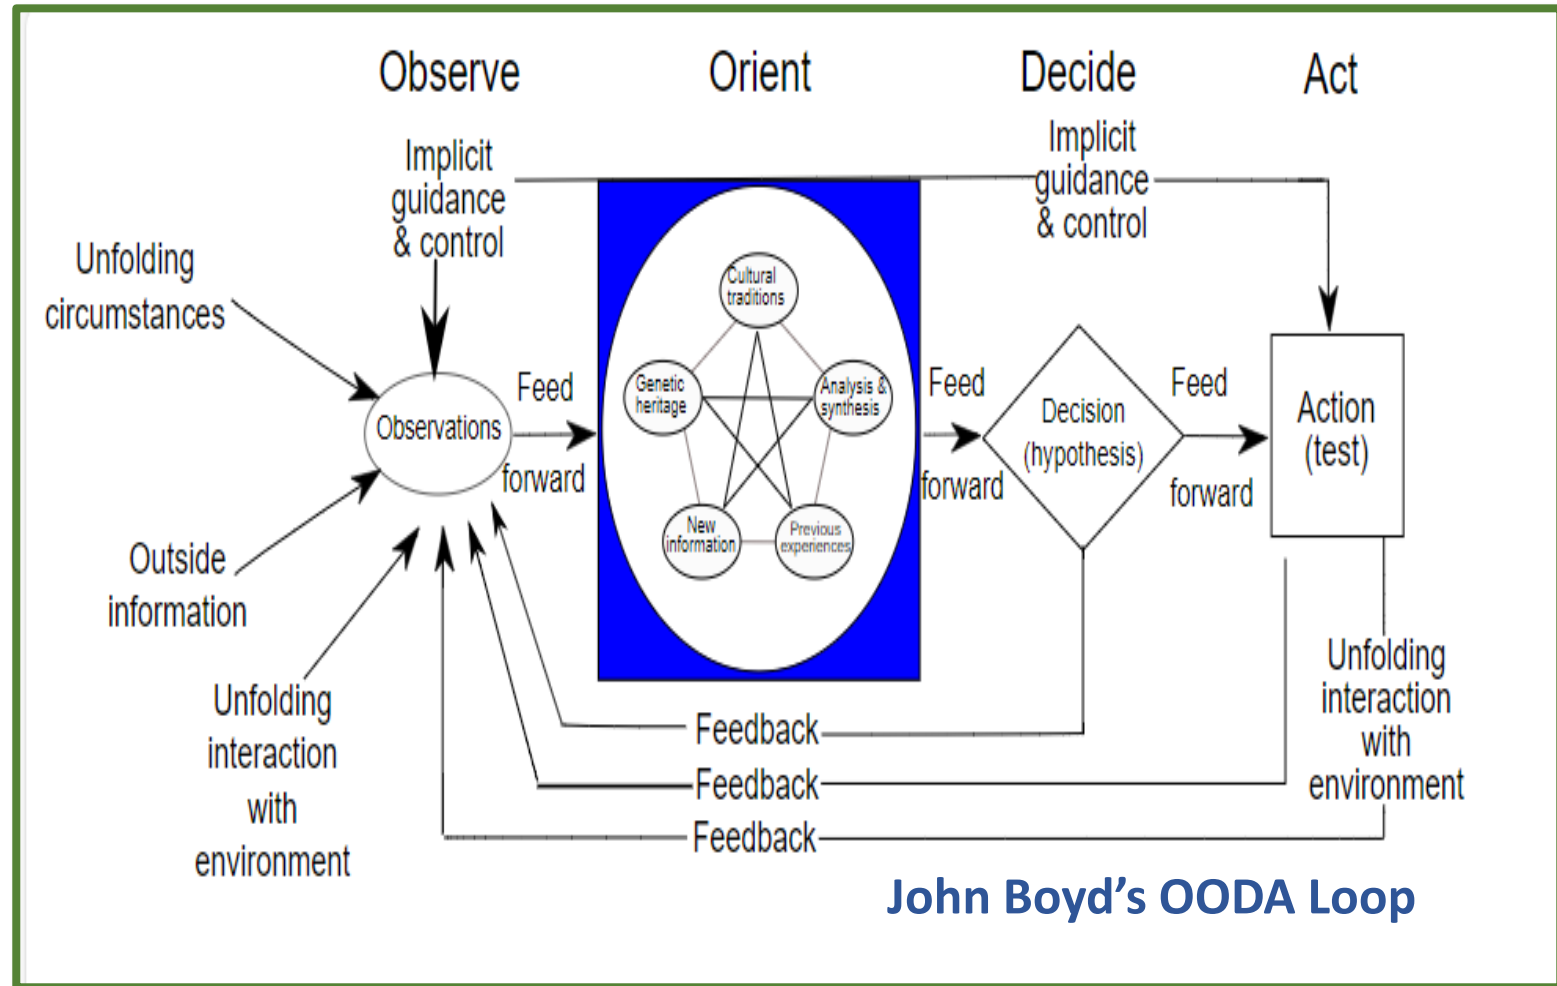 Observe
Orient
Decide
Act
Implicit
guidance
& control
Implicit
guidance
& control
Unfolding
circumstances
Observations
Feed
forward
Cultural
traditions
Genetic
heritage
Analysis &
synthesis
New
information
Previous
experiences
Feed
forward
Decision
(hypothesis)
Feed
forward
Action
(test)
Outside
information
Unfolding
interaction
with
environment
Unfolding
interaction
with
environment
Feedback
Feedback
Feedback
John Boyd’s OODA Loop